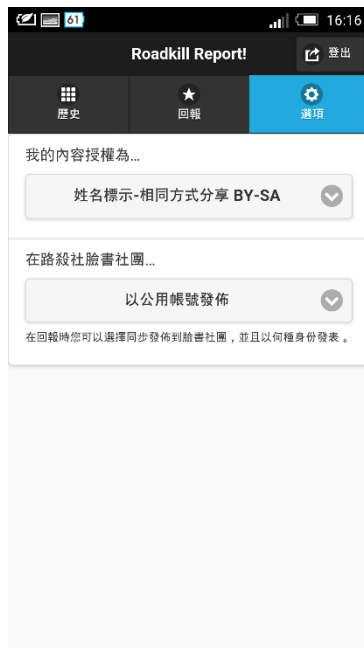 61 16:16
Roadkill Report! 登出
歷史 回報 選項
我的內容授權為...
姓名標示-相同方式分享 BY-SA
在路殺社臉書社團...
以公用帳號發佈
在回報時您可以選擇同步發佈到臉書社團，並且以何種身份發表。